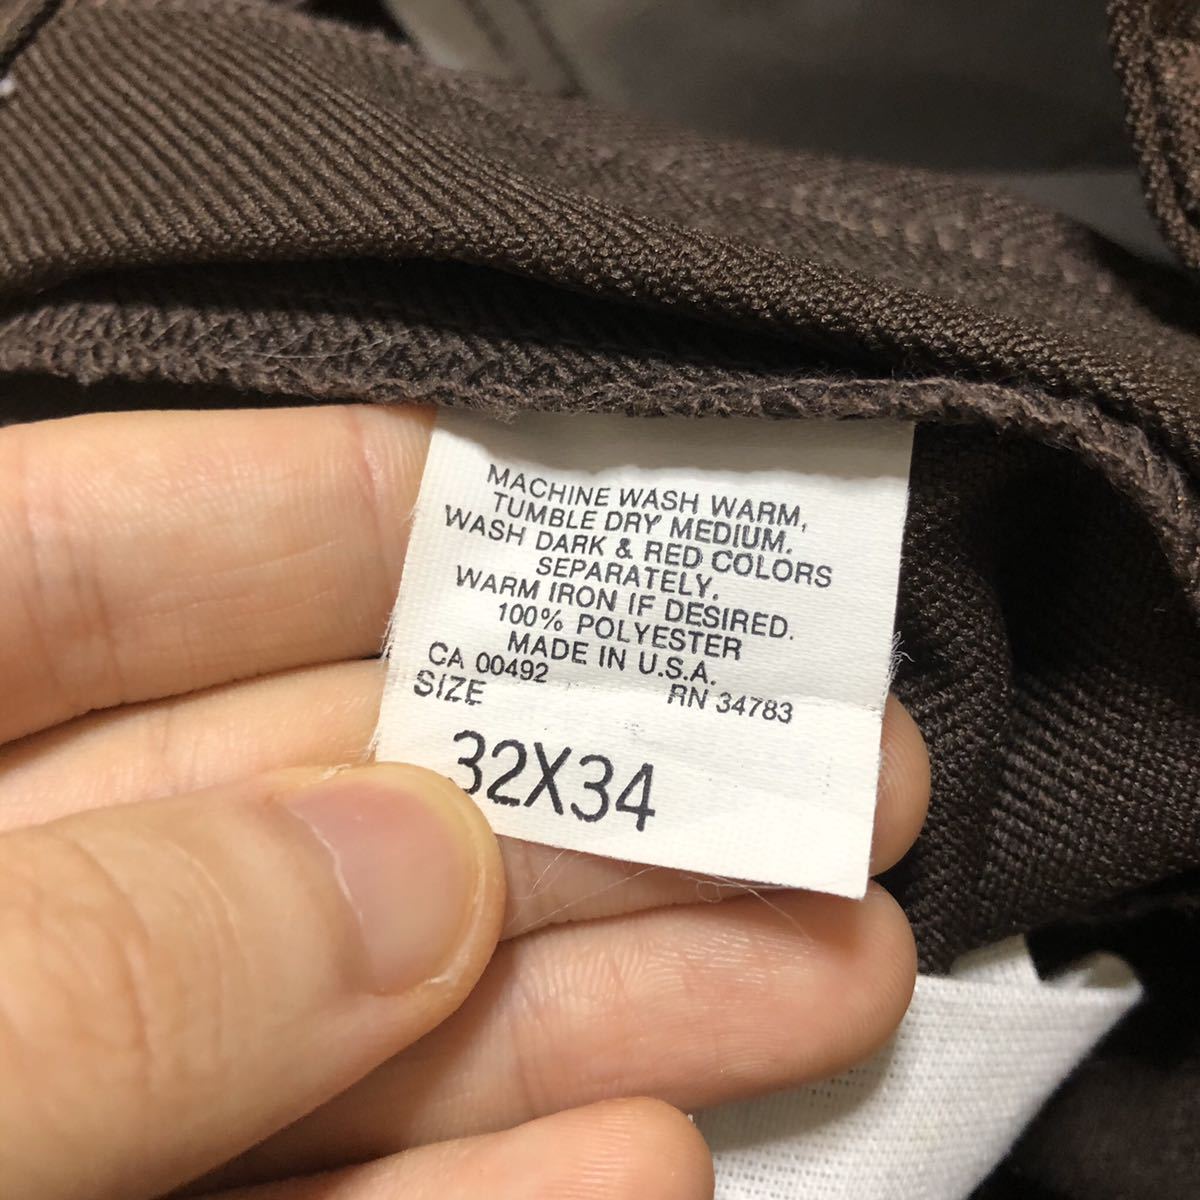 MACHINE WASH WARM,
TUMBLE DRY MEDIUM.
WASH DARK & RED COLORS
SEPARATELY.
WARM IRON IF DESIRED.
100% POLYESTER
MADE IN U.S.A.
CA 00492 RN 34783
SIZE
32X34